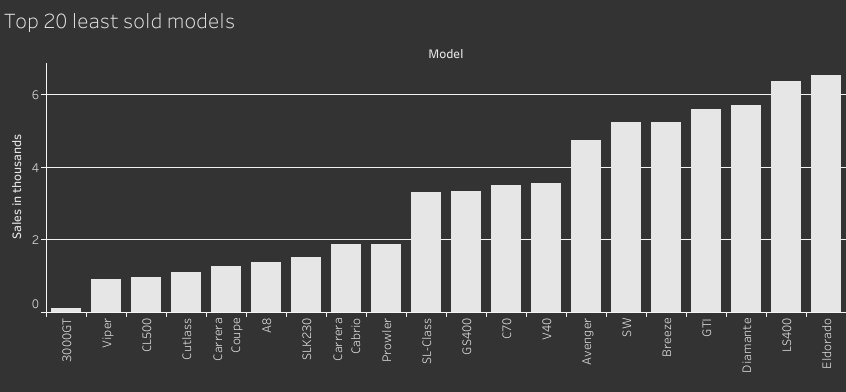 Top 20 least sold models
Model
Sales in thousands
6
4
2
0
3000GT
Viper
CL500
Cutlass
Carrera
Coupe
A8
SLK230
Carrera
Cabrio
Prowler
SL-Class
GS400
C70
V40
Avenger
SW
Breeze
GTI
Diamante
LS400
Eldorado